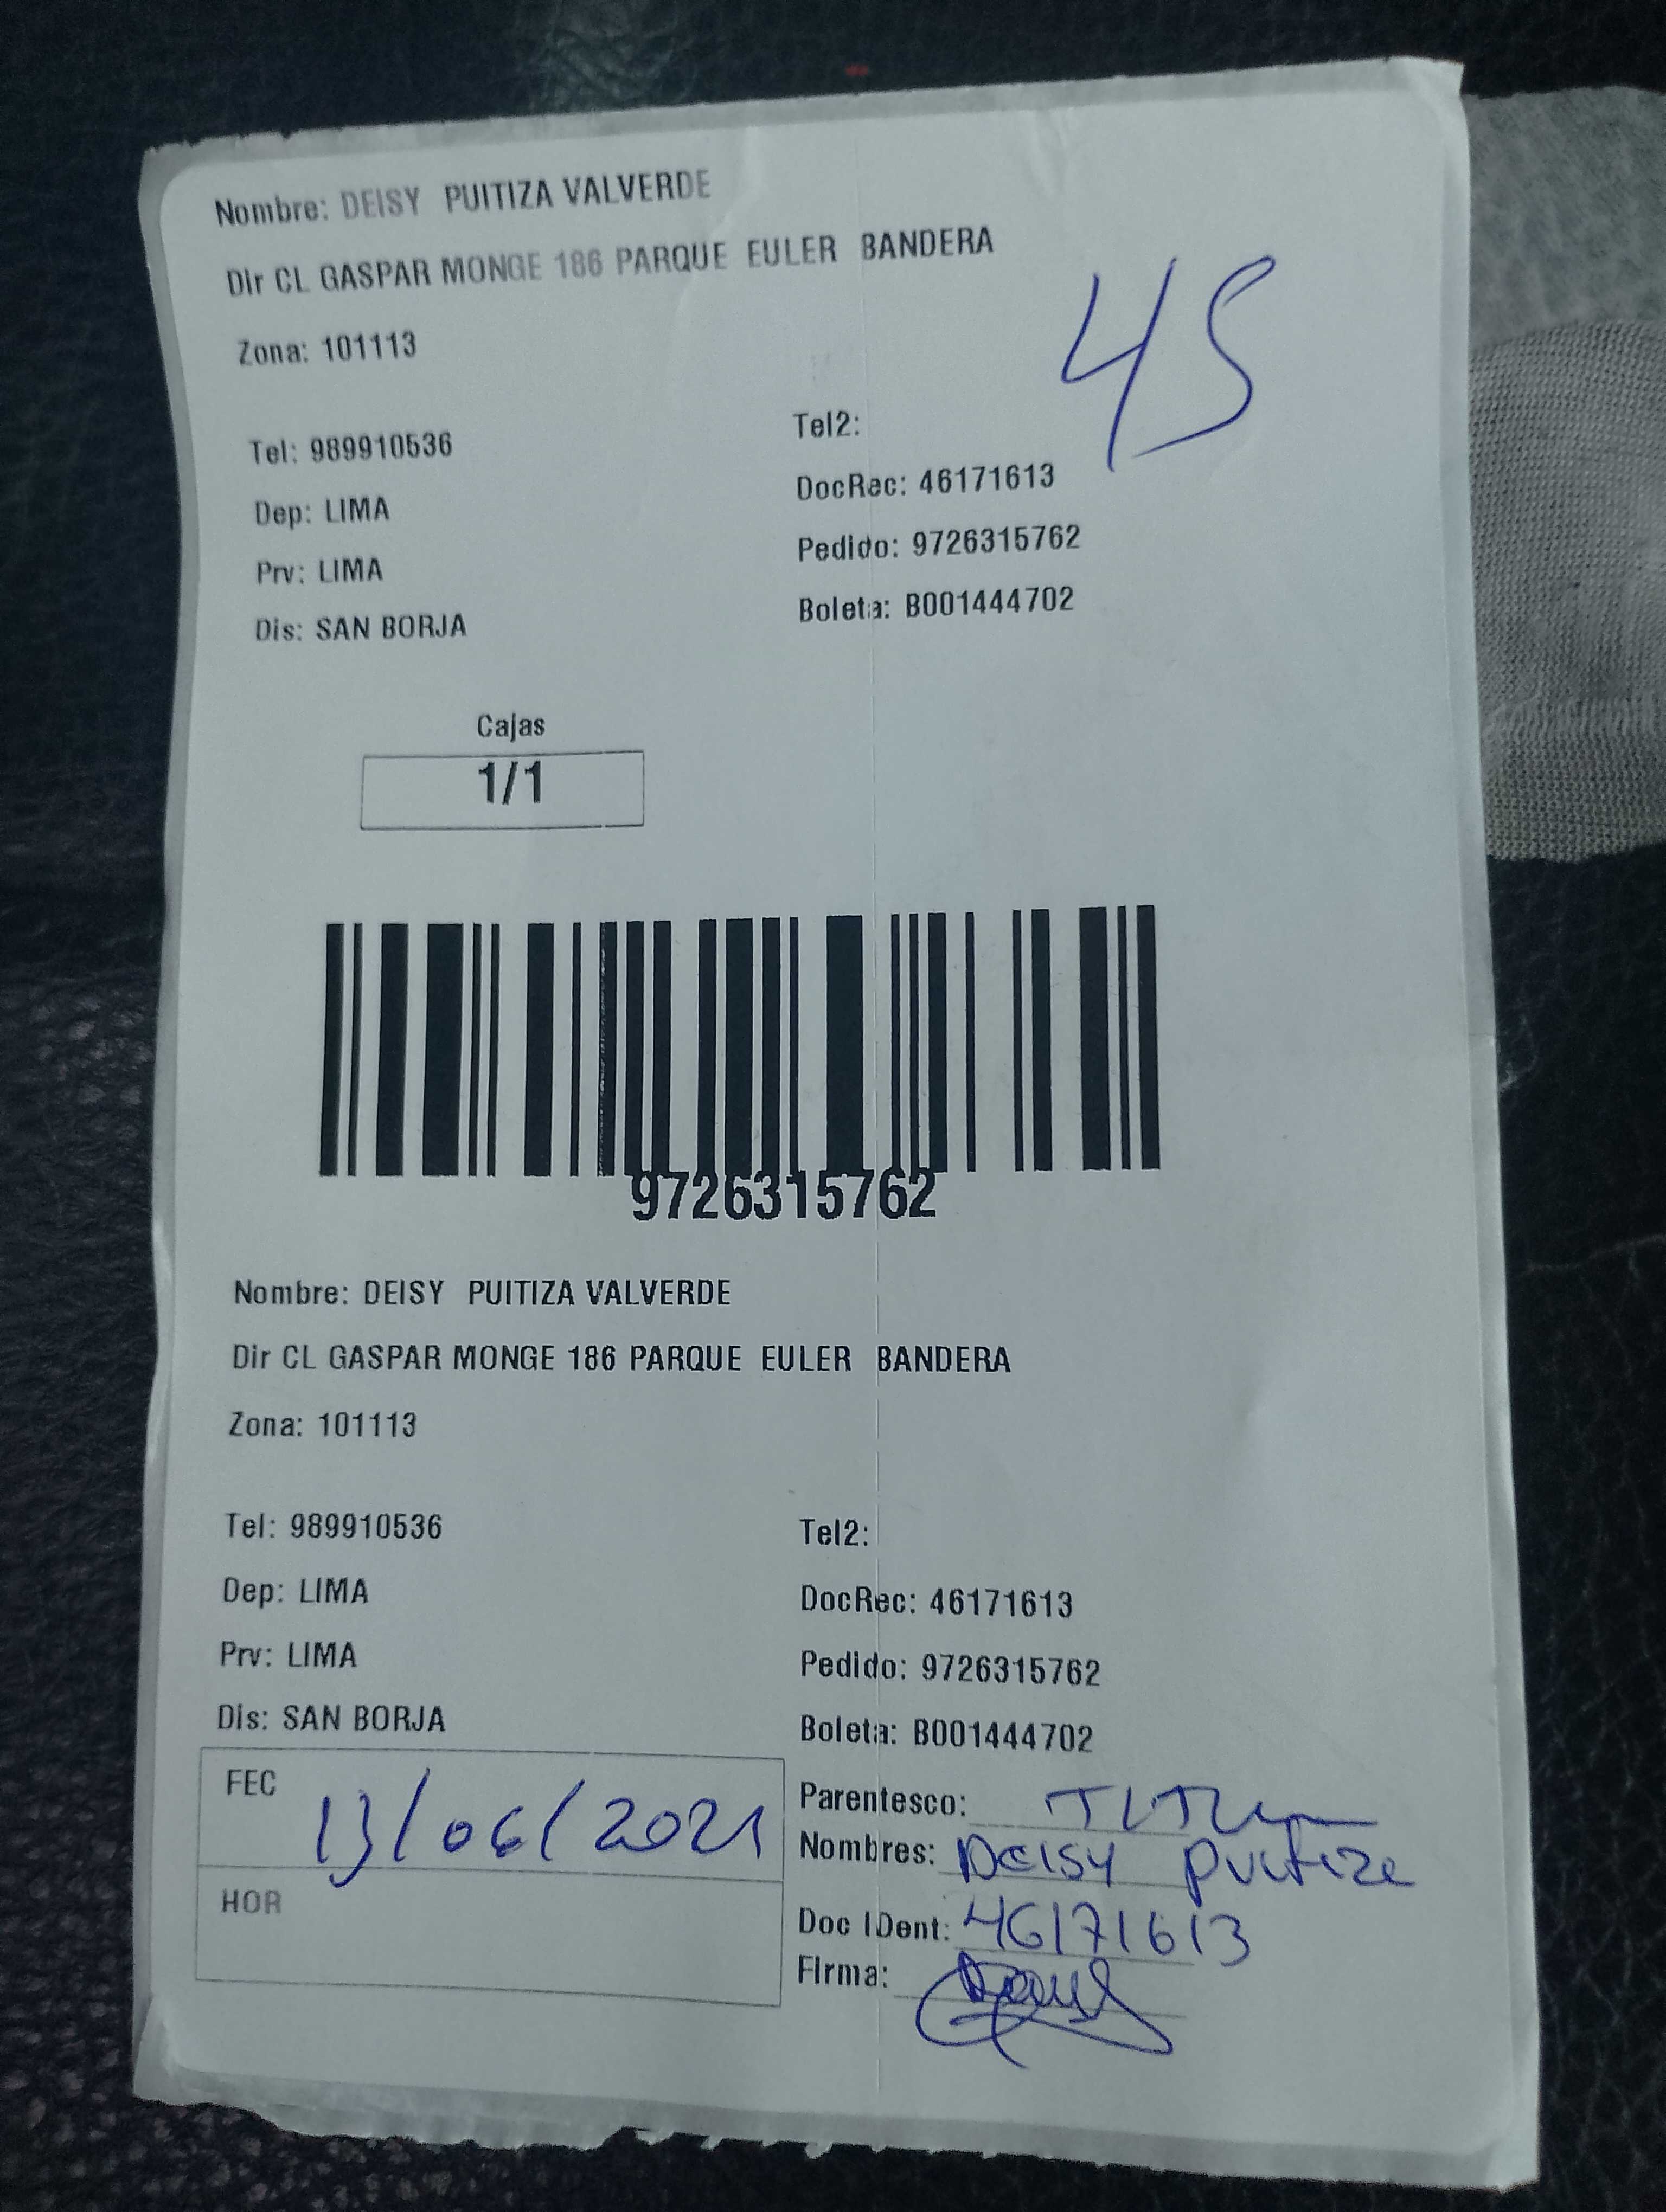 Nombre: DEISY PUITIZA VALVERDE
Dir CL GASPAR MONGE 186 PARQUE EULER BANDERA
45
Zona: 101113
Tel2:
Tel: 989910536
DocRec: 46171613
Dep: LIMA
Pedido: 9726315762
Prv: LIMA
Boleta: B001444702
Dis: SAN BORJA
Cajas
1/1
9726315762
Nombre: DEISY PUITIZA VALVERDE
Dir CL GASPAR MONGE 186 PARQUE EULER BANDERA
Zona: 101113
Tel: 989910536 Tel2:
Dep: LIMA DocRec: 46171613
Prv: LIMA Pedido: 9726315762
Dis: SAN BORJA Boleta: B001444702
FEC 13/06/2021
Parentesco:
Nombres: DEISY Puitiza
HOR
Doc IDent: 46171613
Firma: